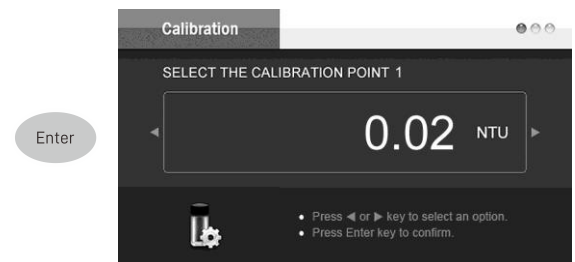 Calibration
SELECT THE CALIBRATION POINT 1
Enter
0.02 NTU
Press ◀ or ▶ key to select an option.
Press Enter key to confirm.